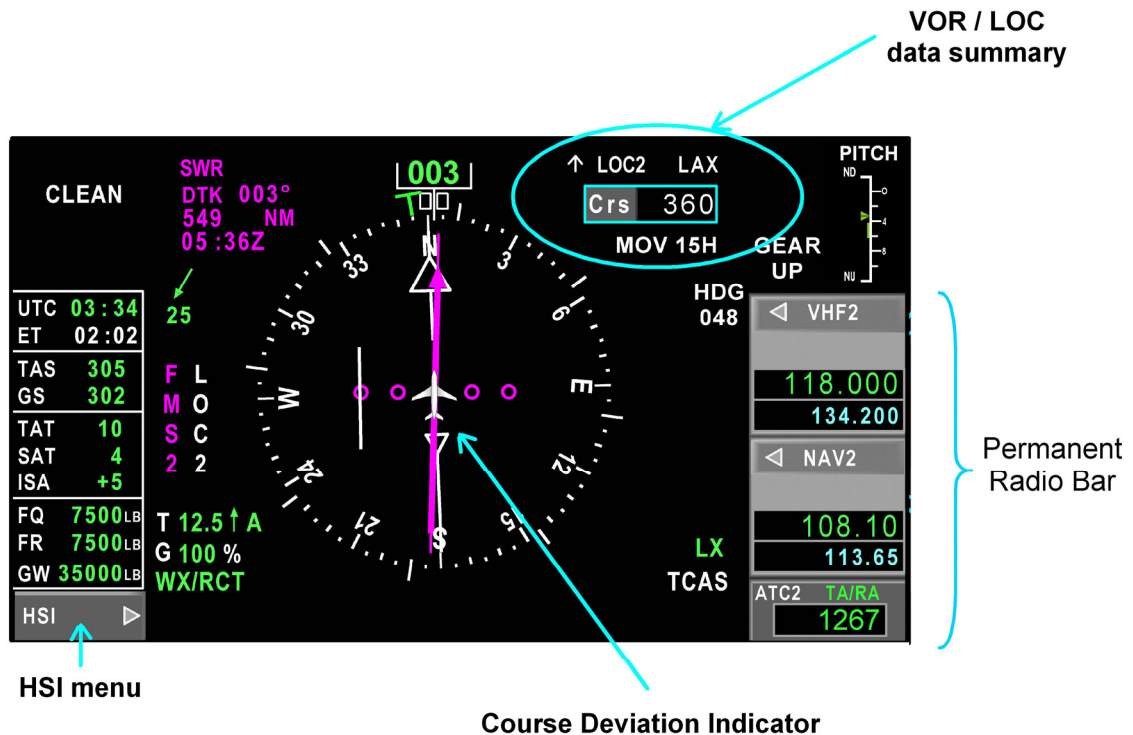 VOR / LOC
data summary
CLEAN
SWR
DTK 003°
549 NM
05:36Z
25
003
↑ LOC2 LAX
Crs 360
MOV 15H
PITCH
ND
0
4
8
NU
GEAR
UP
HDG
048
UTC 03:34
ET 02:02
TAS 305
GS 302
TAT 10
SAT 4
ISA +5
FQ 7500LB
FR 7500LB
GW 35000LB
HSI
F L
M O
S C
2 2
T 12.5↑ A
G 100 %
WX/RCT
N
3
6
E
12
15
S
21
24
W
30
33
LX
TCAS
VHF2
118.000
134.200
NAV2
108.10
113.65
ATC2 TA/RA
1267
Permanent
Radio Bar
HSI menu
Course Deviation Indicator